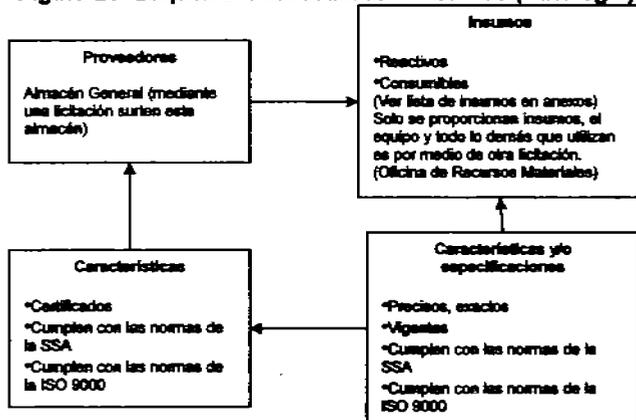 Proveedores
Almacén General (mediante
una licitación surten este
almacén)
Insumos
•Reactivos
•Consumibles
(Ver lista de insumos en anexos)
Solo se proporcionan insumos, el
equipo y todo lo demás que utilizan
es por medio de otra licitación.
(Oficina de Recursos Materiales)
Características
•Certificados
•Cumplen con las normas de
la SSA
•Cumplen con las normas de
la ISO 9000
Características y/o
especificaciones
•Precisos, exactos
•Vigentes
•Cumplen con las normas de la
SSA
•Cumplen con las normas de la
ISO 9000